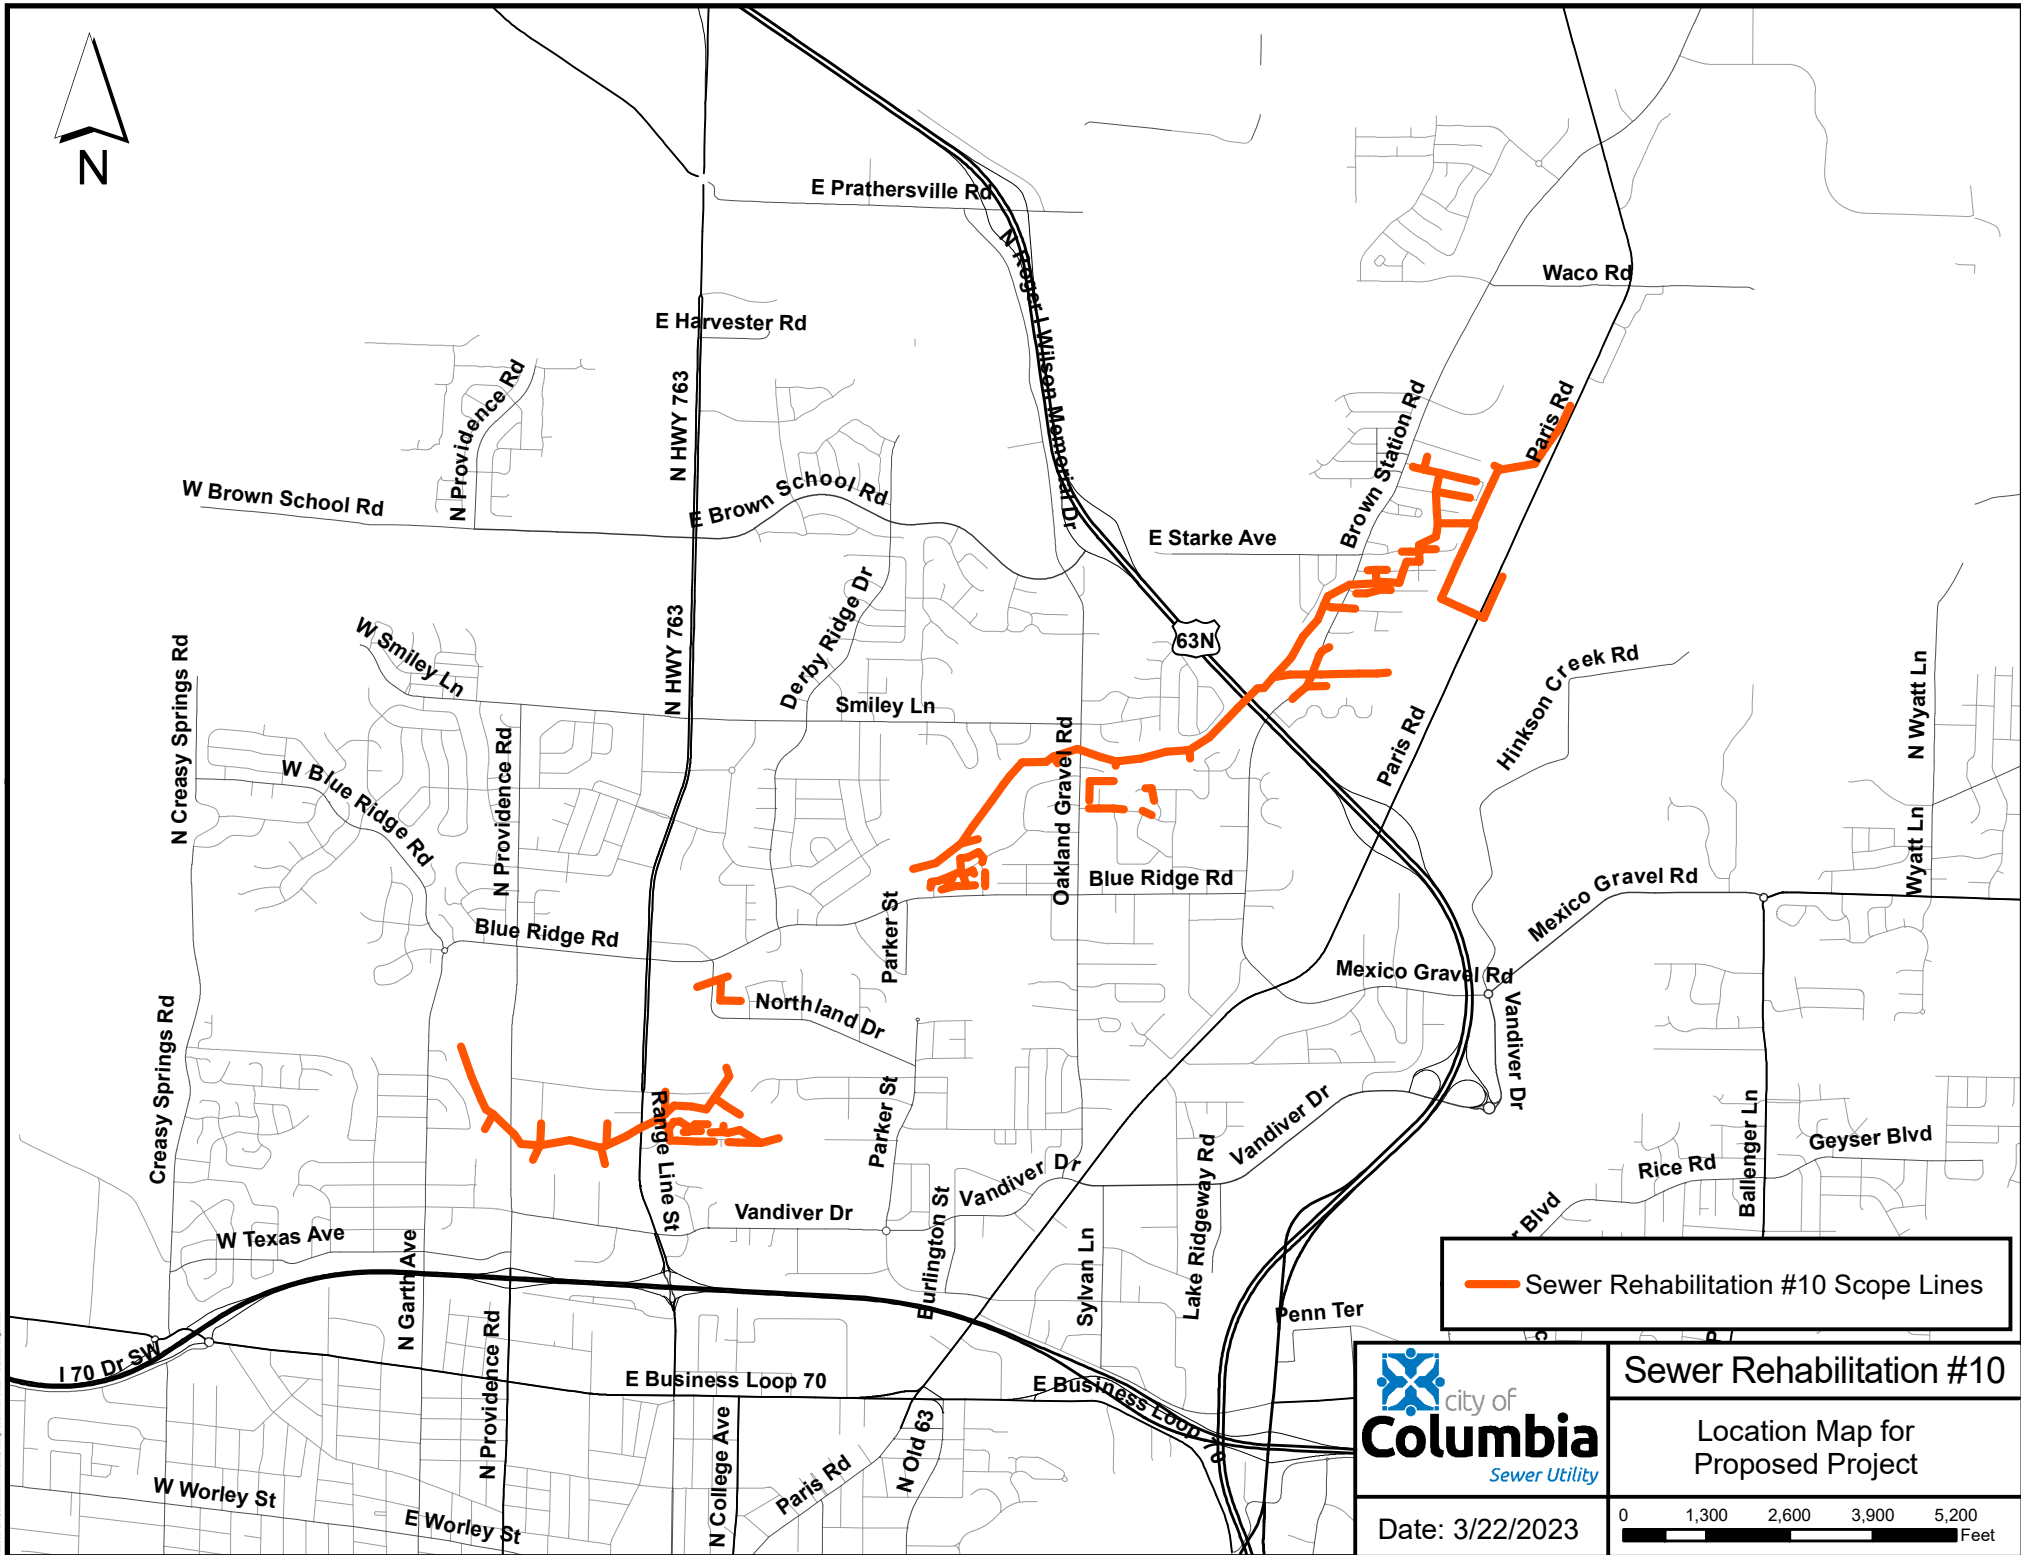 N
E Prathersville Rd
N Roger I Wilson Memorial Dr
Waco Rd
E Harvester Rd
N Providence Rd
N HWY 763
Paris Rd
Brown Station Rd
W Brown School Rd
E Brown School Rd
E Starke Ave
Derby Ridge Dr
63N
W Smiley Ln
N HWY 763
N Creasy Springs Rd
Smiley Ln
Hinkson Creek Rd
N Wyatt Ln
Paris Rd
W Blue Ridge Rd
N Providence Rd
Oakland Gravel Rd
Wyatt Ln
Blue Ridge Rd
Mexico Gravel Rd
Parker St
Blue Ridge Rd
Mexico Gravel Rd
Northland Dr
Creasy Springs Rd
Vandiver Dr
Range Line St
Parker St
Vandiver Dr
Ballenger Ln
Geyser Blvd
Rice Rd
Lake Ridgeway Rd
Vandiver Dr
Burlington St
Vandiver Dr
W Texas Ave
N Garth Ave
Sylvan Ln
r Blvd
Penn Ter
I 70 Dr SW
N Providence Rd
E Business Loop 70
E Business Loop 70
N College Ave
Paris Rd
N Old 63
W Worley St
E Worley St
Sewer Rehabilitation #10 Scope Lines
city of
Columbia
Sewer Utility
Date: 3/22/2023
Sewer Rehabilitation #10
Location Map for
Proposed Project
0 1,300 2,600 3,900 5,200
Feet